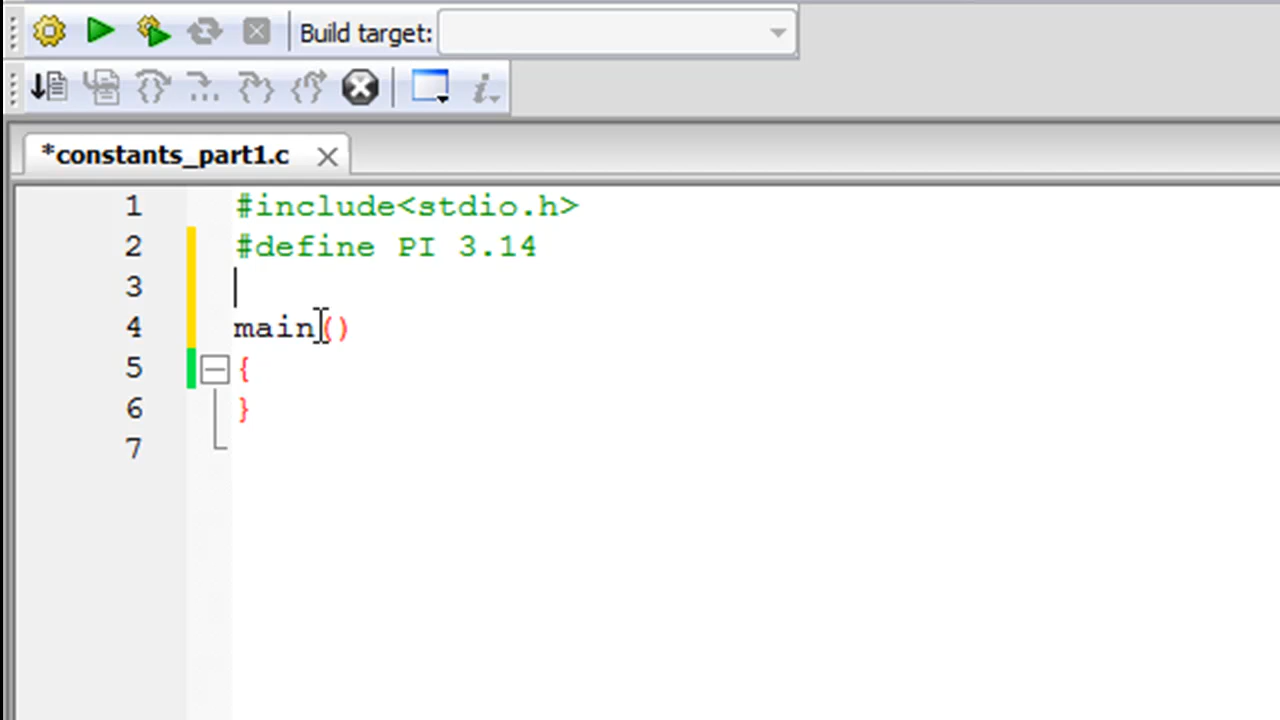 Build target:
*constants_part1.c
1 #include<stdio.h>
2 #define PI 3.14
3
4 main()
5 {
6 }
7